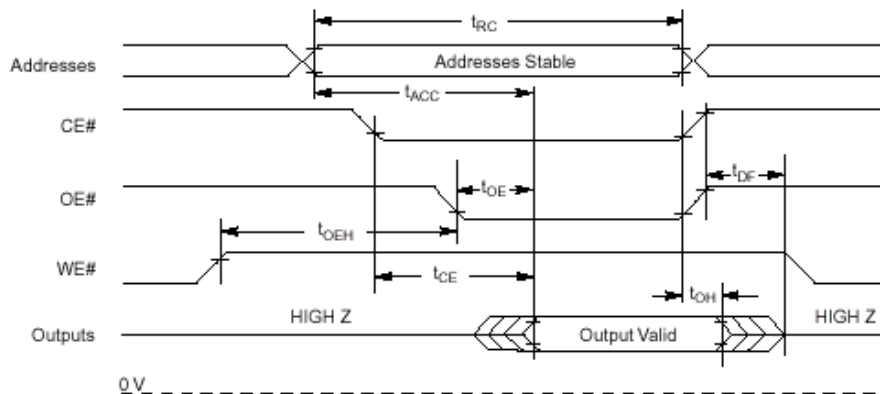 tRC
Addresses
Addresses Stable
tACC
CE#
tDF
OE#
tOE
tOEH
WE#
tCE
tOH
HIGH Z
HIGH Z
Outputs
Output Valid
0 V